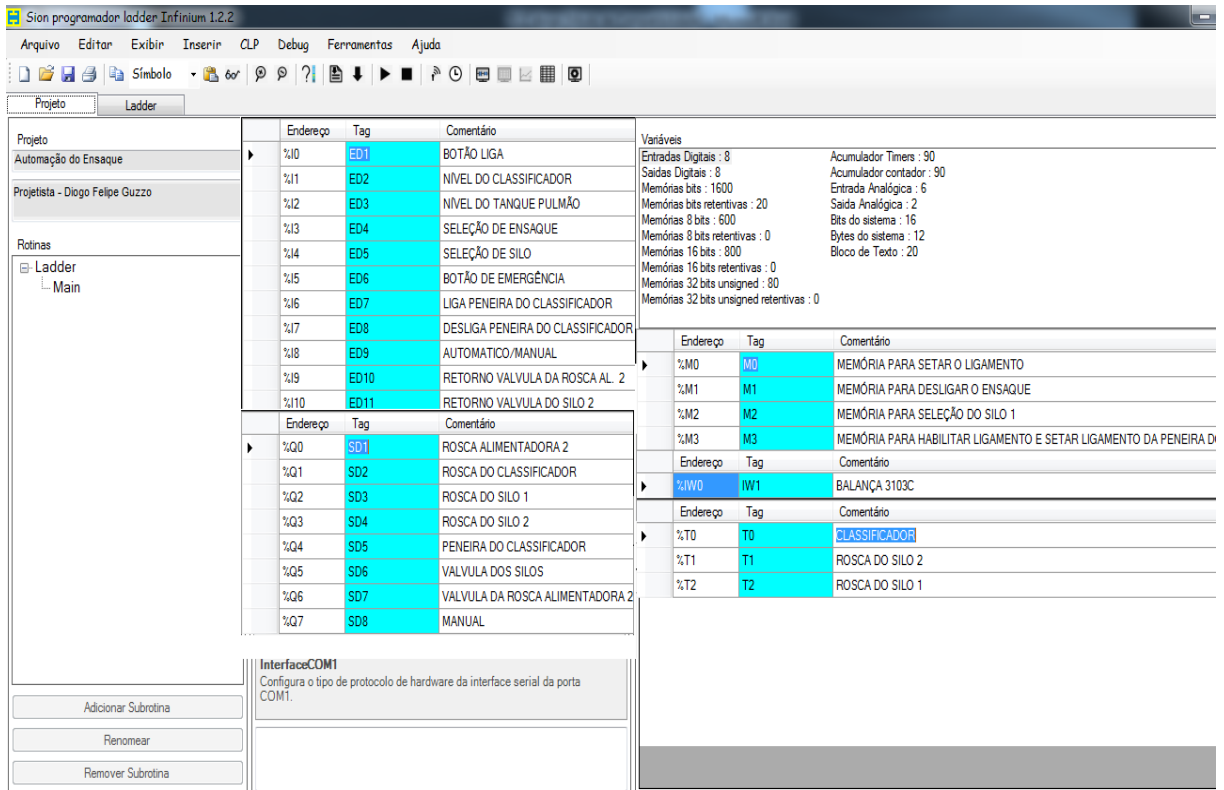 Sion programador ladder Infinium 1.2.2
Arquivo Editar Exibir Inserir CLP Debug Ferramentas Ajuda
Símbolo
Projeto Ladder
Projeto
Automação do Ensaque
Projetista - Diogo Felipe Guzzo
Rotinas
Ladder
Main
Adicionar Subrotina
Renomear
Remover Subrotina
Endereço Tag Comentário
%I0 ED1 BOTÃO LIGA
%I1 ED2 NÍVEL DO CLASSIFICADOR
%I2 ED3 NÍVEL DO TANQUE PULMÃO
%I3 ED4 SELEÇÃO DE ENSAQUE
%I4 ED5 SELEÇÃO DE SILO
%I5 ED6 BOTÃO DE EMERGÊNCIA
%I6 ED7 LIGA PENEIRA DO CLASSIFICADOR
%I7 ED8 DESLIGA PENEIRA DO CLASSIFICADOR
%I8 ED9 AUTOMATICO/MANUAL
%I9 ED10 RETORNO VALVULA DA ROSCA AL. 2
%I10 ED11 RETORNO VALVULA DO SILO 2
Endereço Tag Comentário
%Q0 SD1 ROSCA ALIMENTADORA 2
%Q1 SD2 ROSCA DO CLASSIFICADOR
%Q2 SD3 ROSCA DO SILO 1
%Q3 SD4 ROSCA DO SILO 2
%Q4 SD5 PENEIRA DO CLASSIFICADOR
%Q5 SD6 VALVULA DOS SILOS
%Q6 SD7 VALVULA DA ROSCA ALIMENTADORA 2
%Q7 SD8 MANUAL
InterfaceCOM1
Configura o tipo de protocolo de hardware da interface serial da porta
COM1.
Variáveis
Entradas Digitais : 8
Saidas Digitais : 8
Memórias bits : 1600
Memórias bits retentivas : 20
Memórias 8 bits : 600
Memórias 8 bits retentivas : 0
Memórias 16 bits : 800
Memórias 16 bits retentivas : 0
Memórias 32 bits unsigned : 80
Memórias 32 bits unsigned retentivas : 0
Acumulador Timers : 90
Acumulador contador : 90
Entrada Analógica : 6
Saida Analógica : 2
Bits do sistema : 16
Bytes do sistema : 12
Bloco de Texto : 20
Endereço Tag Comentário
%M0 M0 MEMÓRIA PARA SETAR O LIGAMENTO
%M1 M1 MEMÓRIA PARA DESLIGAR O ENSAQUE
%M2 M2 MEMÓRIA PARA SELEÇÃO DO SILO 1
%M3 M3 MEMÓRIA PARA HABILITAR LIGAMENTO E SETAR LIGAMENTO DA PENEIRA
Endereço Tag Comentário
%IW0 IW1 BALANÇA 3103C
Endereço Tag Comentário
%T0 T0 CLASSIFICADOR
%T1 T1 ROSCA DO SILO 2
%T2 T2 ROSCA DO SILO 1